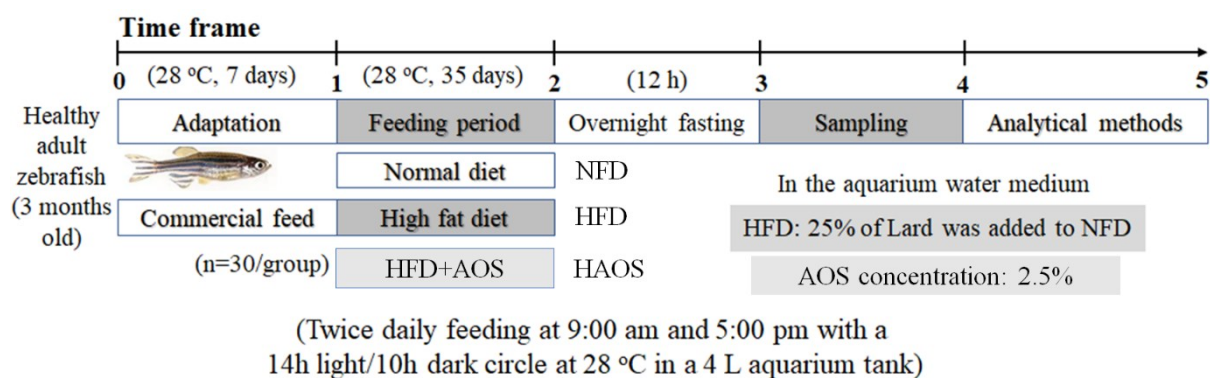 Time frame
0 (28 °C, 7 days) 1 (28 °C, 35 days) 2 (12 h) 3 4 5
Healthy
adult
zebrafish
(3 months
old)
Adaptation
Feeding period
Overnight fasting
Sampling
Analytical methods
Normal diet
NFD
Commercial feed
High fat diet
HFD
(n=30/group)
HFD+AOS
HAOS
In the aquarium water medium
HFD: 25% of Lard was added to NFD
AOS concentration: 2.5%
(Twice daily feeding at 9:00 am and 5:00 pm with a
14h light/10h dark circle at 28 °C in a 4 L aquarium tank)